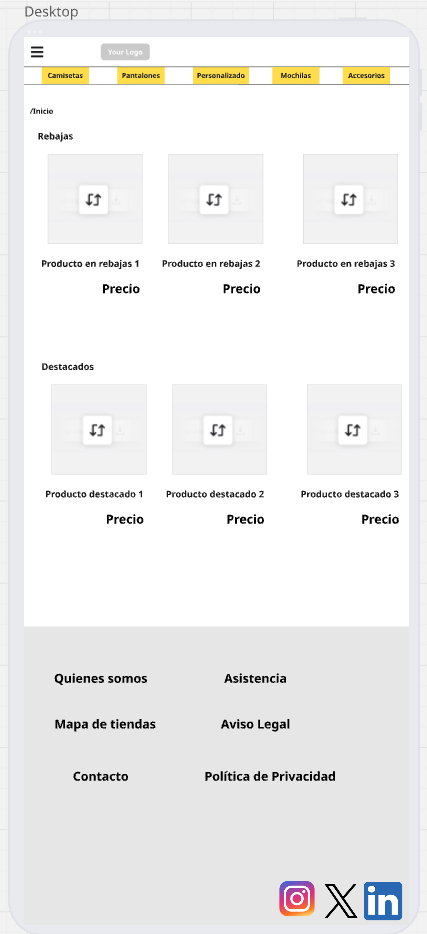 Desktop
Your Logo
Camisetas Pantalones Personalizado Mochilas Accesorios
/Inicio
Rebajas
Producto en rebajas 1 Producto en rebajas 2 Producto en rebajas 3
Precio Precio Precio
Destacados
Producto destacado 1 Producto destacado 2 Producto destacado 3
Precio Precio Precio
Quienes somos Asistencia
Mapa de tiendas Aviso Legal
Contacto Política de Privacidad
in